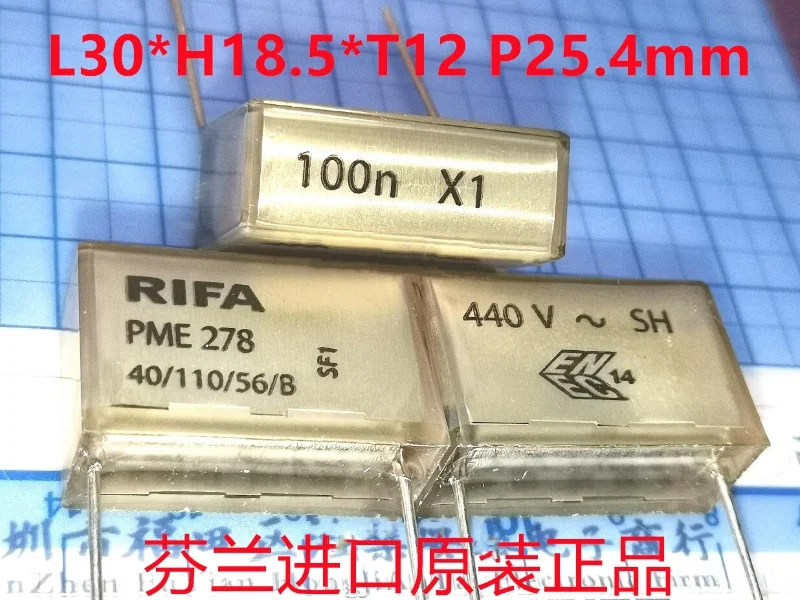 L30*H18.5*T12 P25.4mm
100n X1
RIFA
PME 278
40/110/56/B
SF1
440 V ~ SH
EN
EC
14
芬兰进口原装正品